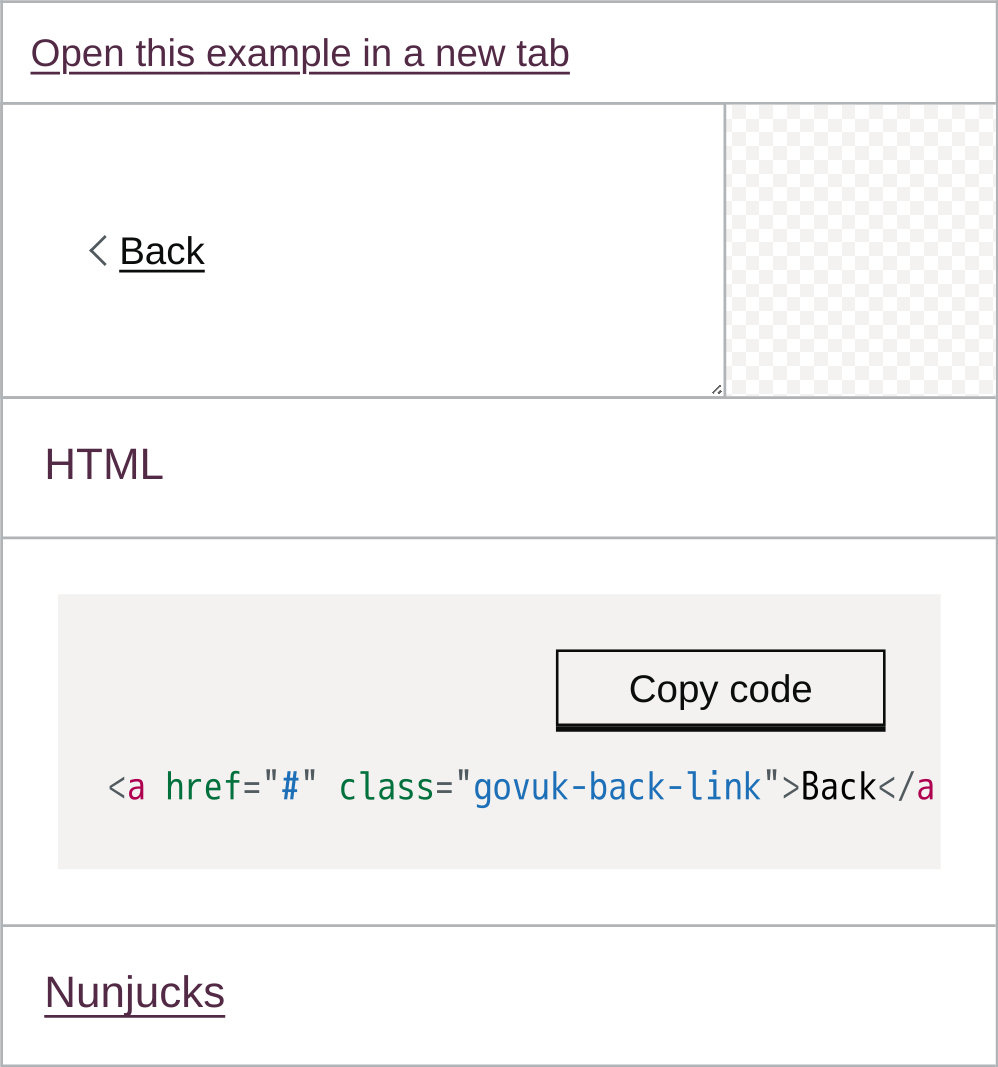 Open this example in a new tab
Back
HTML
Copy code
<a href="#" class="govuk-back-link">Back</a
Nunjucks